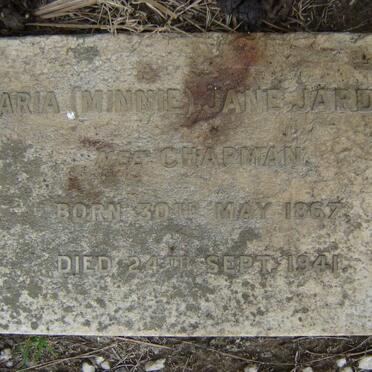 ARIA (MINNIE) JANE JARD
NEE CHAPMAN.
BORN 30TH MAY 1867.
DIED 24TH SEPT. 1941.